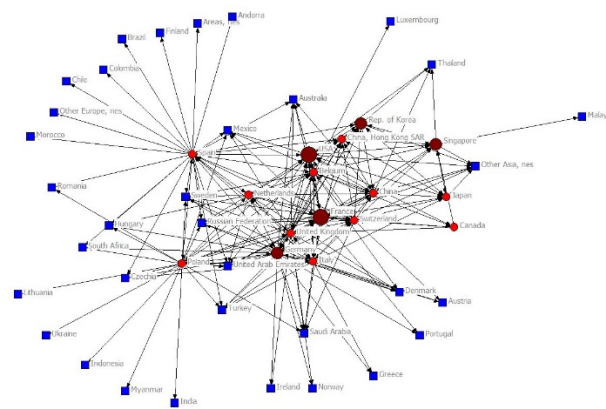 Andorra
Areas, nes
Luxembourg
Finland
Brazil
Colombia
Thailand
Chile
Australia
Other Europe, nes
Rep. of Korea
Malay
Mexico
Morocco
China, Hong Kong SAR
Singapore
Spain
USA
Other Asia, nes
Belgium
Romania
China
Netherlands
Japan
Sweden
France
Switzerland
Hungary
Russian Federation
Canada
United Kingdom
South Africa
Germany
Poland
Italy
United Arab Emirates
Czechia
Denmark
Lithuania
Austria
Turkey
Saudi Arabia
Ukraine
Portugal
Indonesia
Greece
Myanmar
Ireland
Norway
India